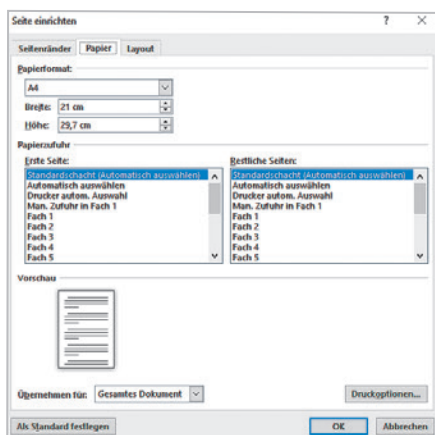 Seite einrichten ? ×
Seitenränder Papier Layout
Papierformat:
A4
Breite: 21 cm
Höhe: 29,7 cm
Papierzufuhr
Erste Seite:
Standardschacht (Automatisch auswählen)
Automatisch auswählen
Drucker autom. Auswahl
Man. Zufuhr in Fach 1
Fach 1
Fach 2
Fach 3
Fach 4
Fach 5
Restliche Seiten:
Standardschacht (Automatisch auswählen)
Automatisch auswählen
Drucker autom. Auswahl
Man. Zufuhr in Fach 1
Fach 1
Fach 2
Fach 3
Fach 4
Fach 5
Vorschau
Übernehmen für: Gesamtes Dokument
Druckoptionen...
Als Standard festlegen OK Abbrechen